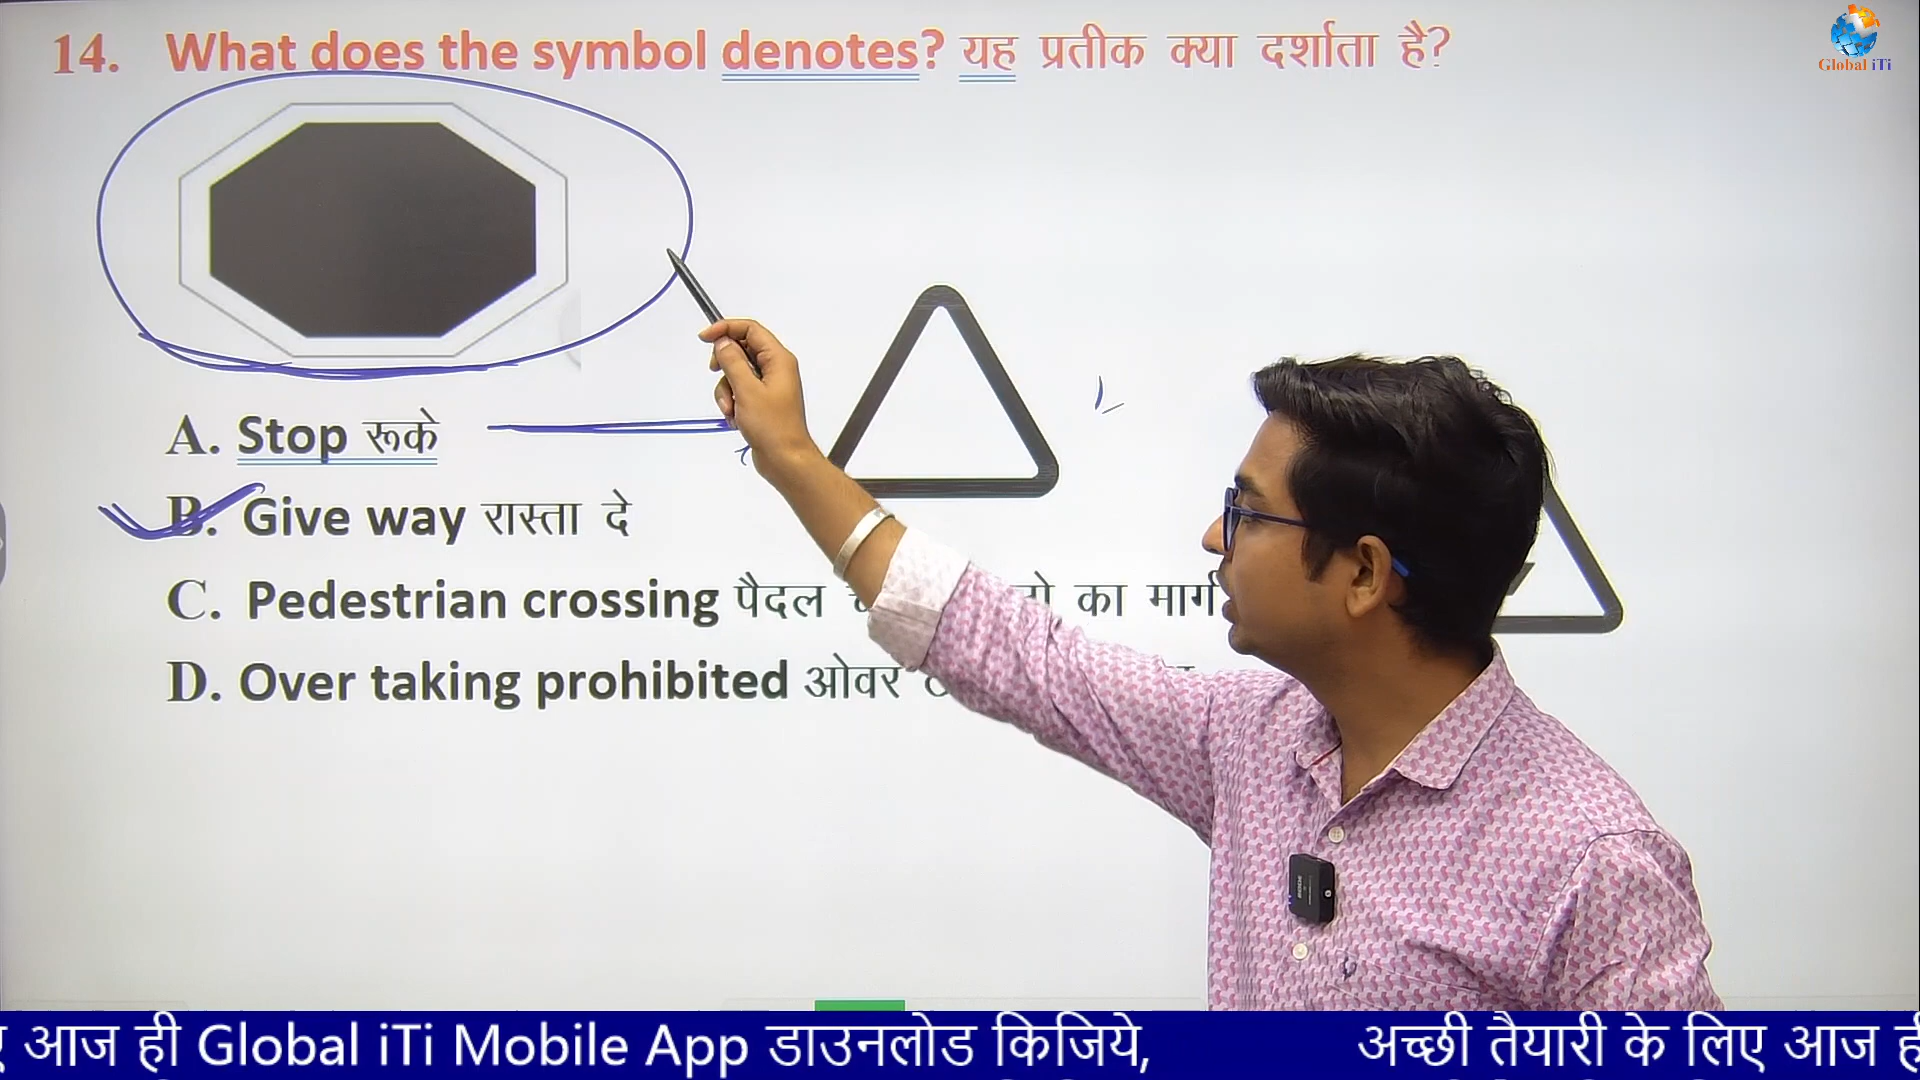 14. What does the symbol denotes? यह प्रतीक क्या दर्शाता है?
Global iTi
A. Stop रूके
B. Give way रास्ता दे
C. Pedestrian crossing पैदल का मार्ग
D. Over taking prohibited ओवर
आज ही Global iTi Mobile App डाउनलोड किजिये, अच्छी तैयारी के लिए आज